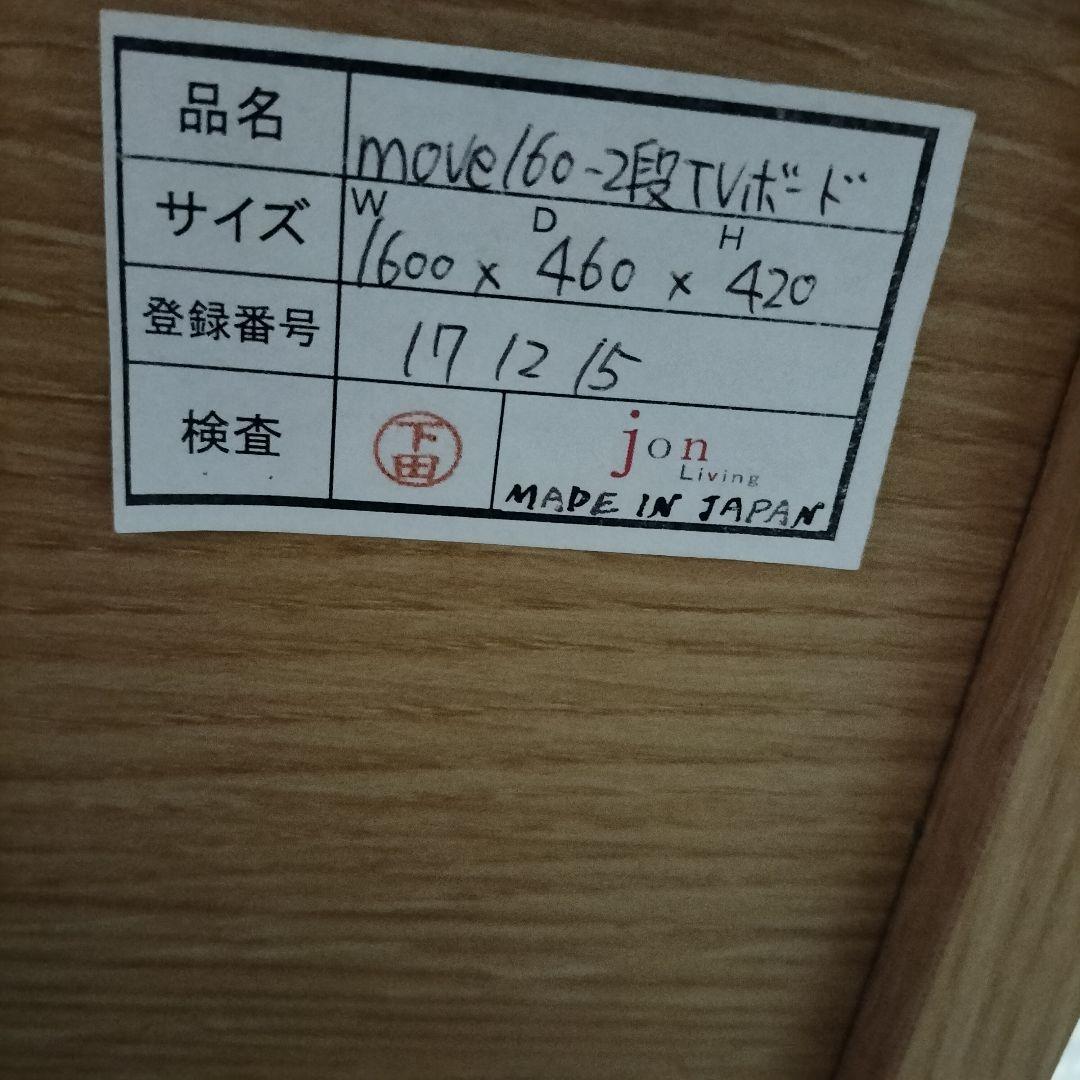 品名 move160-2段TVボード
サイズ W 1600 x D 460 x H 420
登録番号 17 12 15
検査 下田 jon
Living
MADE IN JAPAN